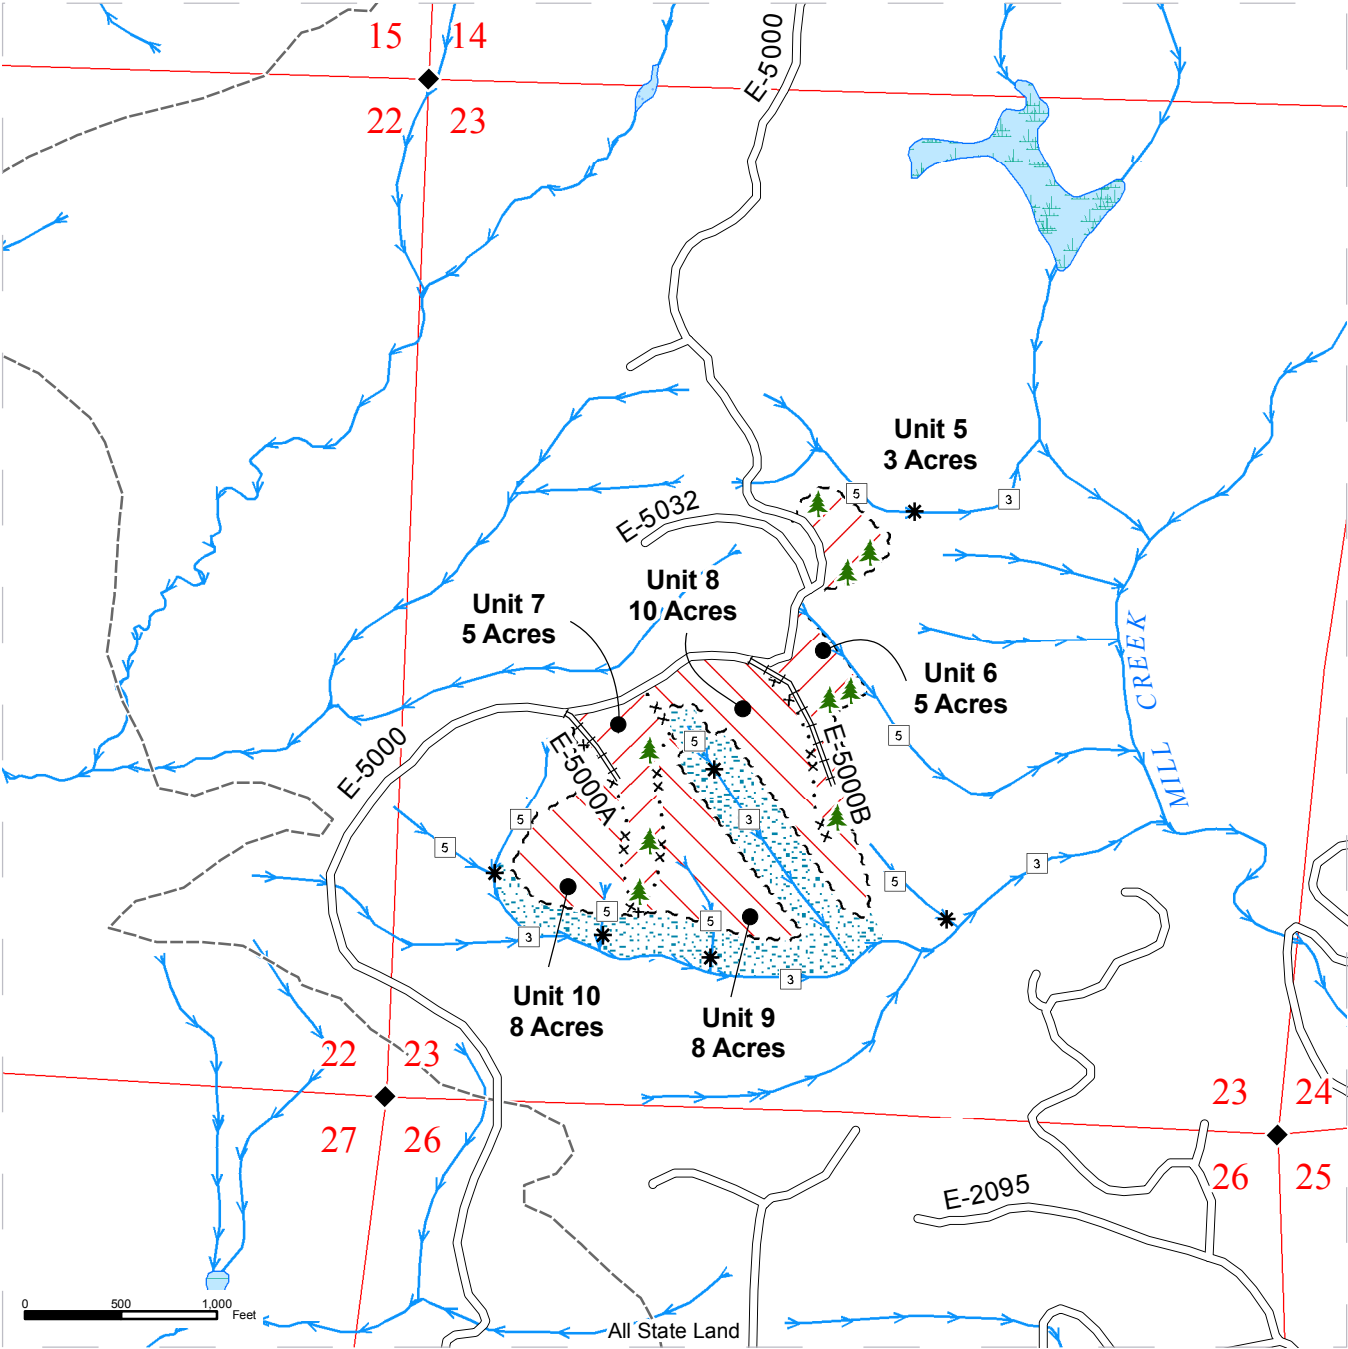 15 14
22 23
E-5000
Unit 5
3 Acres
5
3
E-5032
Unit 8
10 Acres
Unit 7
5 Acres
Unit 6
5 Acres
MILL CREEK
5
5
E-5000
E-5000A
E-5000B
5
3
5
5
3
5
5
3
3
Unit 10
8 Acres
Unit 9
8 Acres
22 23
27 26
23 24
26 25
E-2095
0 500 1,000
Feet
All State Land